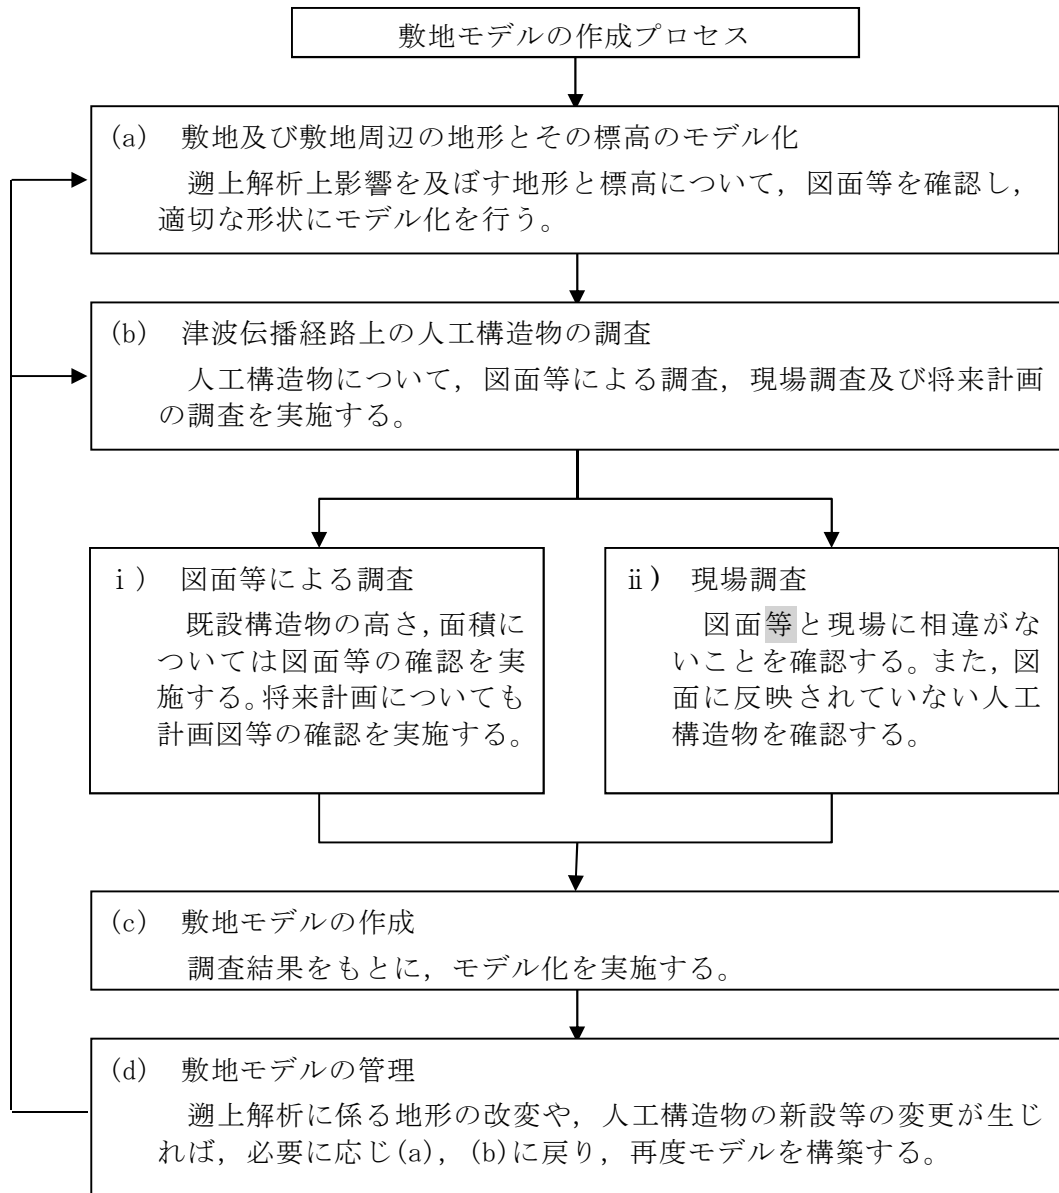 敷地モデルの作成プロセス
(a)　敷地及び敷地周辺の地形とその標高のモデル化
遡上解析上影響を及ぼす地形と標高について，図面等を確認し，
適切な形状にモデル化を行う。
(b)　津波伝播経路上の人工構造物の調査
人工構造物について，図面等による調査，現場調査及び将来計画
の調査を実施する。
ⅰ)　図面等による調査
既設構造物の高さ，面積に
ついては図面等の確認を実
施する。将来計画についても
計画図等の確認を実施する。
ⅱ)　現場調査
図面等と現場に相違がな
いことを確認する。また，図
面に反映されていない人工
構造物を確認する。
(c)　敷地モデルの作成
調査結果をもとに，モデル化を実施する。
(d)　敷地モデルの管理
遡上解析に係る地形の改変や，人工構造物の新設等の変更が生じ
れば，必要に応じ(a)，(b)に戻り，再度モデルを構築する。